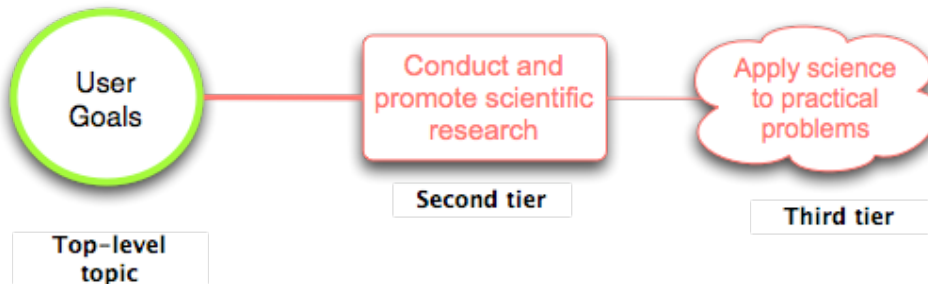 User
Goals
Conduct and
promote scientific
research
Apply science
to practical
problems
Second tier
Third tier
Top-level
topic